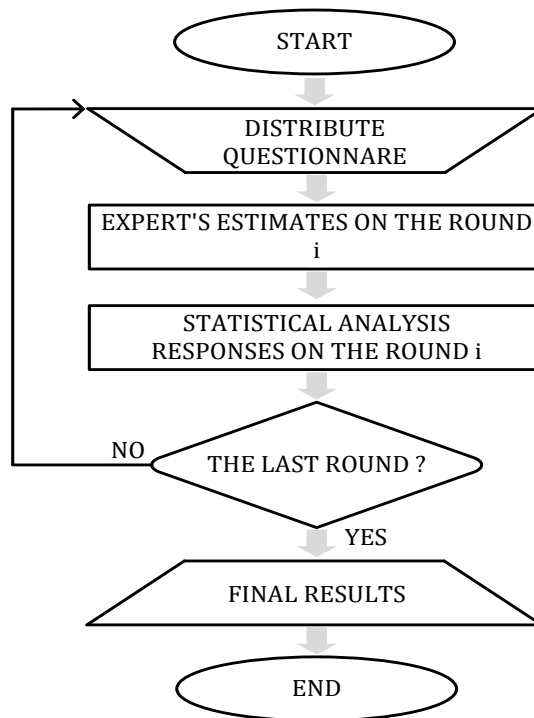 START
DISTRIBUTE
QUESTIONNARE
EXPERT'S ESTIMATES ON THE ROUND
i
STATISTICAL ANALYSIS
RESPONSES ON THE ROUND i
NO
THE LAST ROUND ?
YES
FINAL RESULTS
END